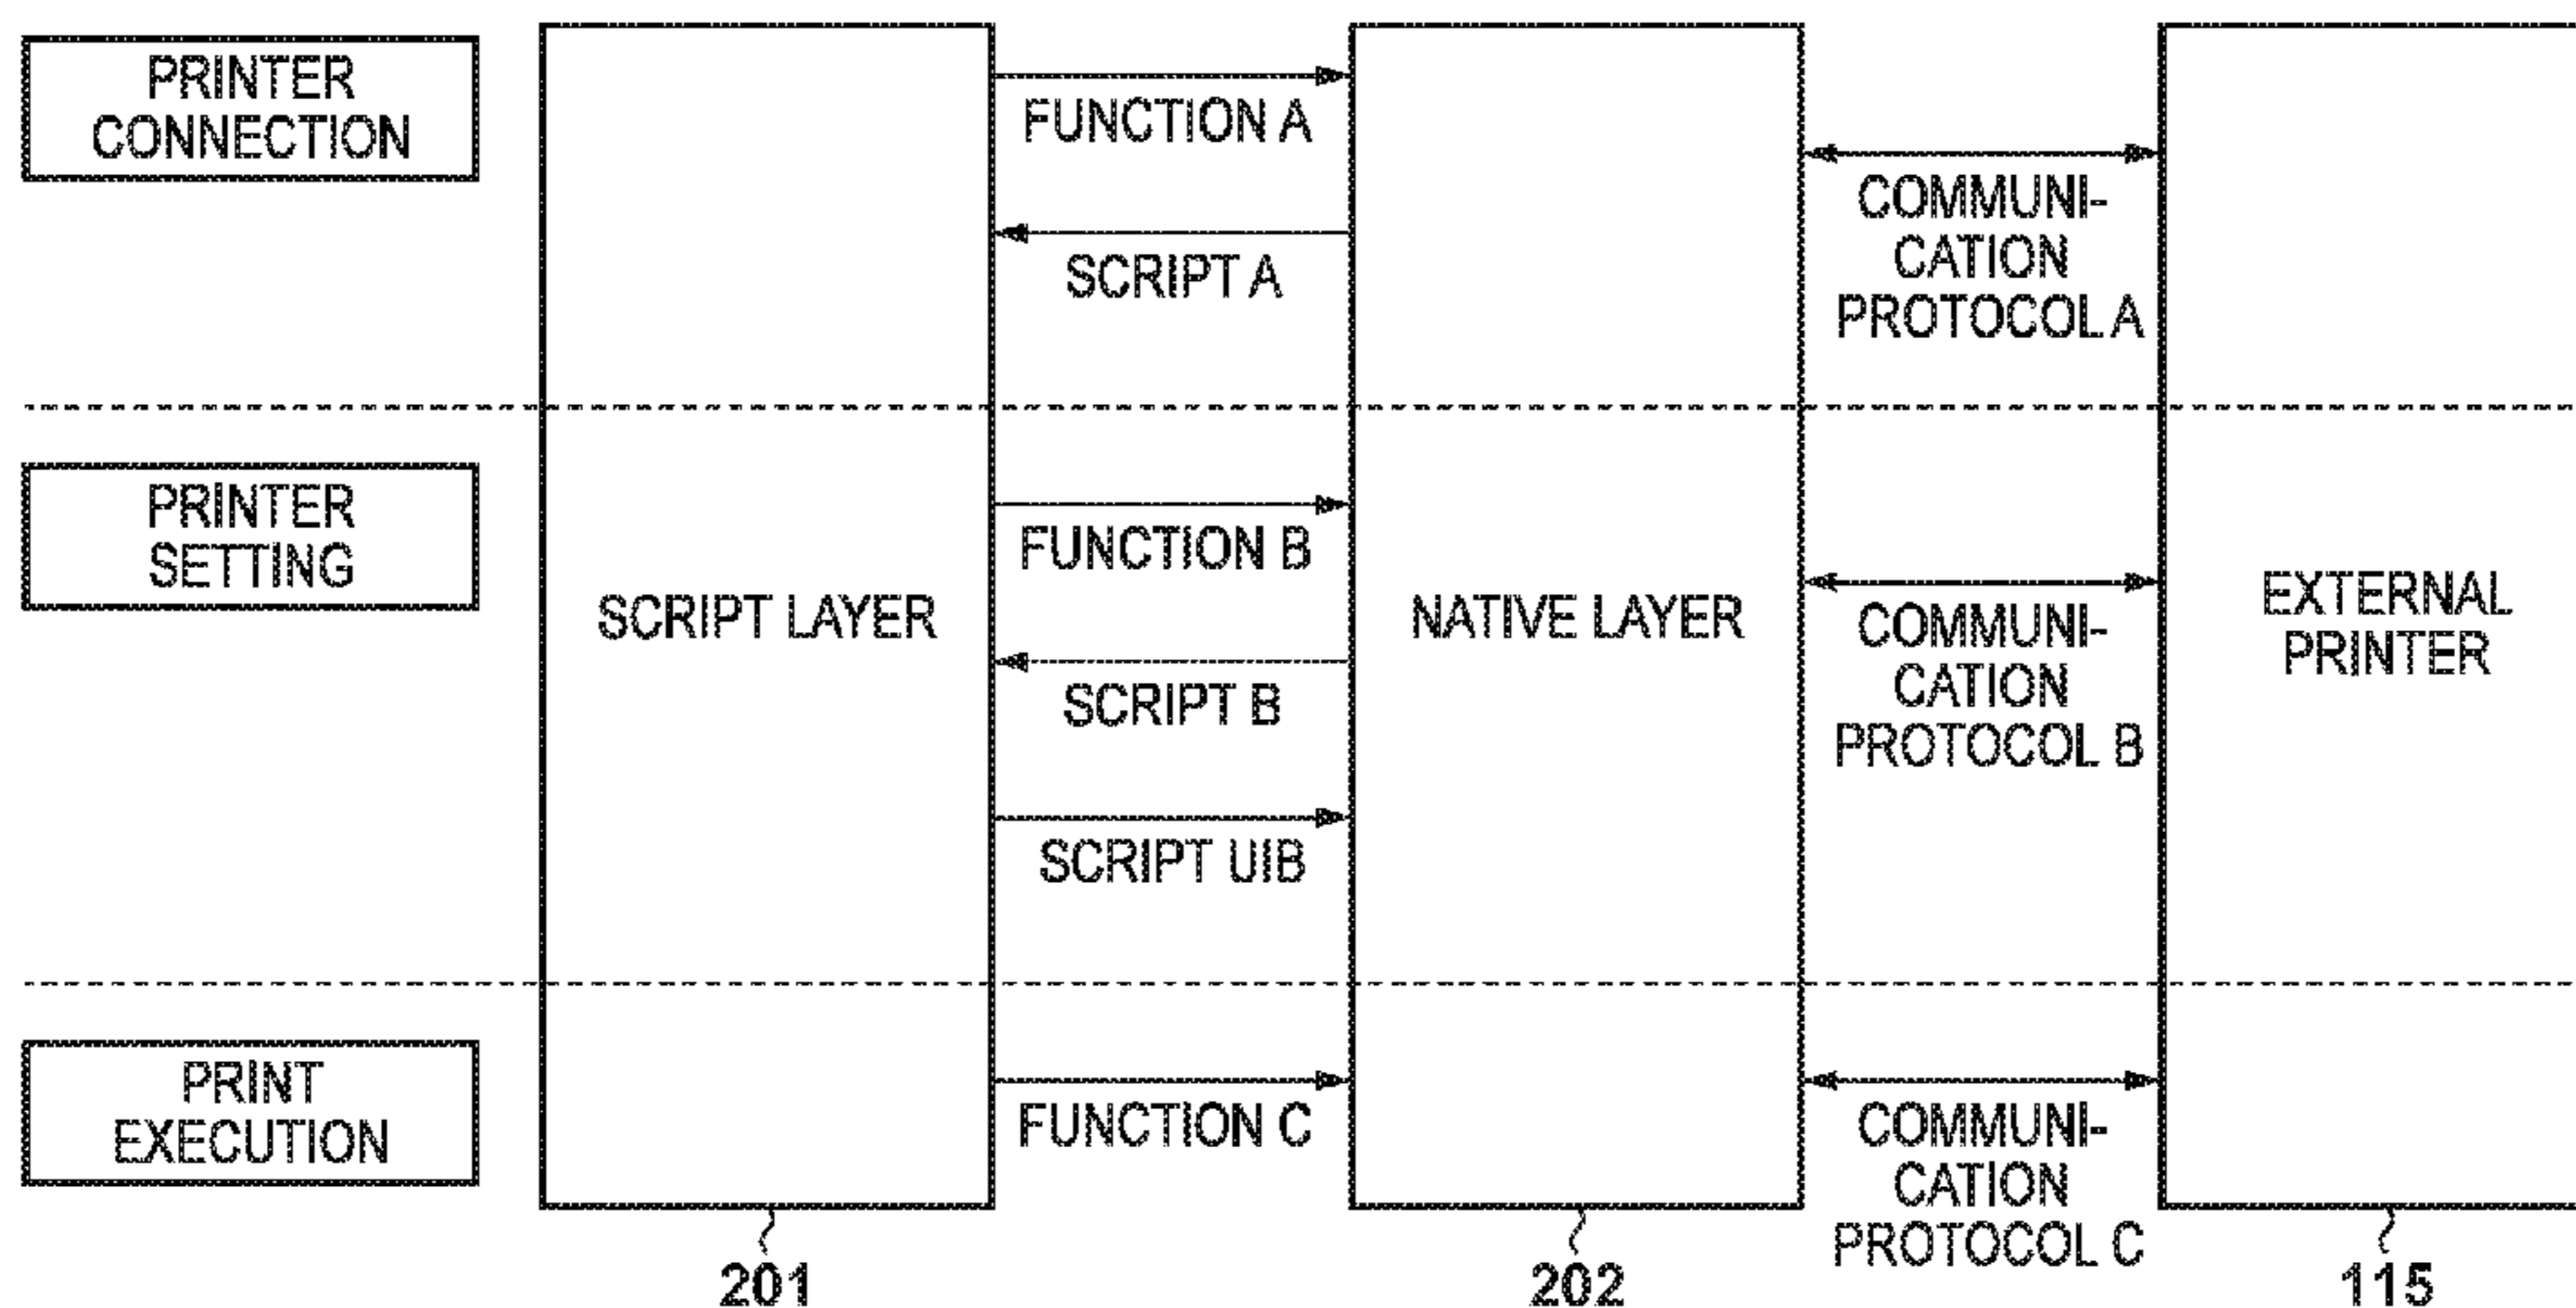 PRINTER
CONNECTION
FUNCTION A
SCRIPT A
COMMUNI-
CATION
PROTOCOL A
PRINTER
SETTING
SCRIPT LAYER
FUNCTION B
SCRIPT B
SCRIPT UIB
NATIVE LAYER
COMMUNI-
CATION
PROTOCOL B
EXTERNAL
PRINTER
PRINT
EXECUTION
FUNCTION C
COMMUNI-
CATION
PROTOCOL C
201
202
115